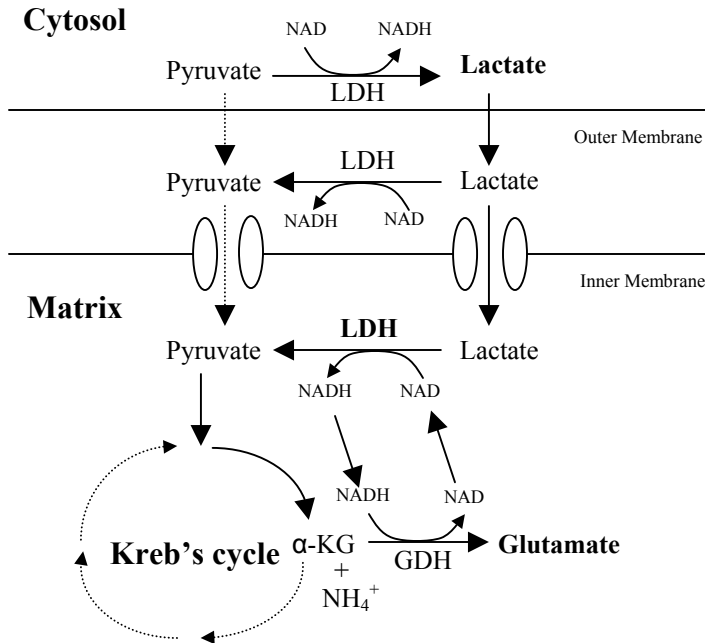 Cytosol
NAD NADH
Pyruvate Lactate
LDH
Outer Membrane
LDH
Pyruvate Lactate
NADH NAD
Inner Membrane
Matrix
LDH
Pyruvate Lactate
NADH NAD
NADH NAD
Kreb's cycle α-KG Glutamate
GDH
+
NH₄⁺